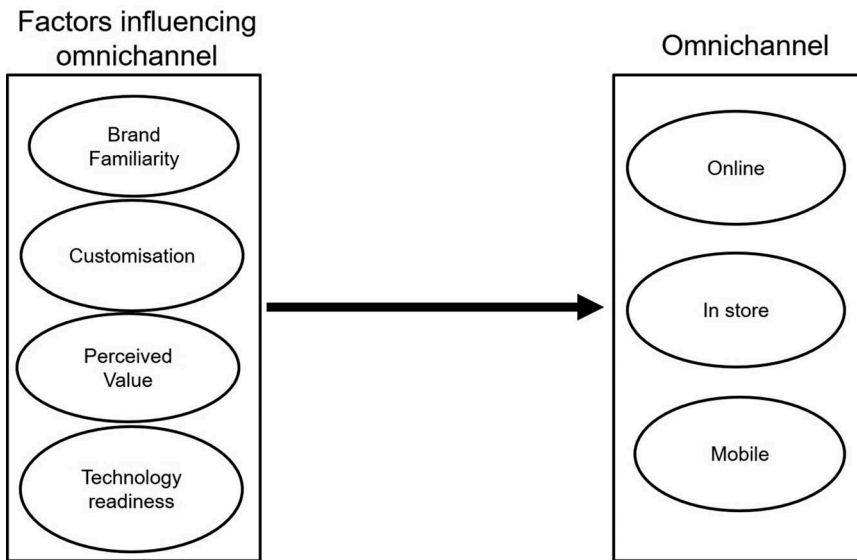 Factors influencing
omnichannel
Brand
Familiarity
Customisation
Perceived
Value
Technology
readiness
Omnichannel
Online
In store
Mobile